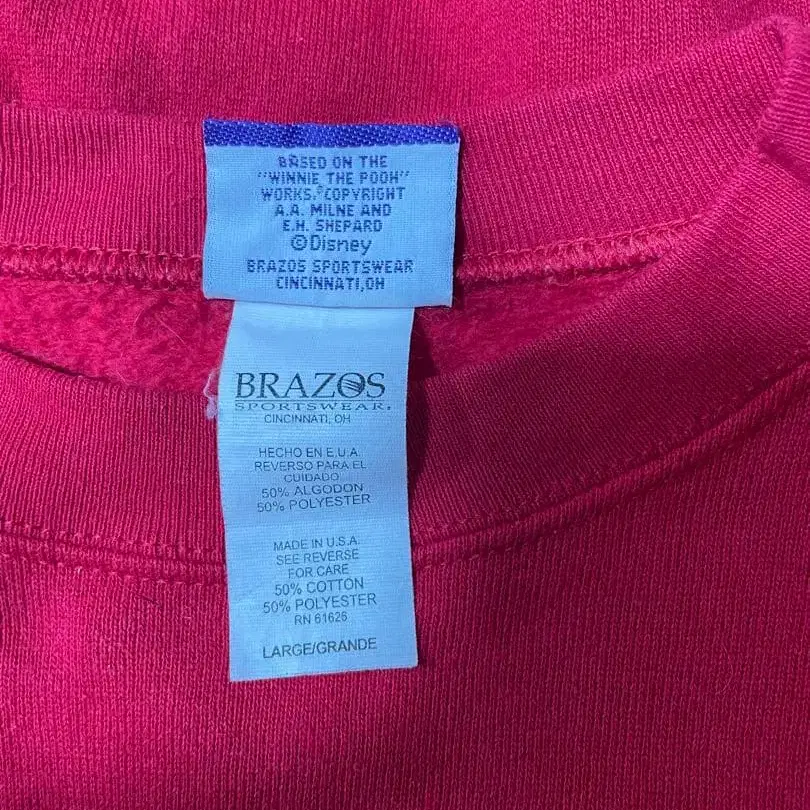 BASED ON THE
"WINNIE THE POOH"
WORKS.©COPYRIGHT
A.A. MILNE AND
E.H. SHEPARD
©Disney
BRAZOS SPORTSWEAR
CINCINNATI,OH
BRAZOS
SPORTSWEAR.
CINCINNATI, OH
HECHO EN E.U.A
REVERSO PARA EL
CUIDADO
50% ALGODON
50% POLYESTER
MADE IN U.S.A.
SEE REVERSE
FOR CARE
50% COTTON
50% POLYESTER
RN 61626
LARGE/GRANDE